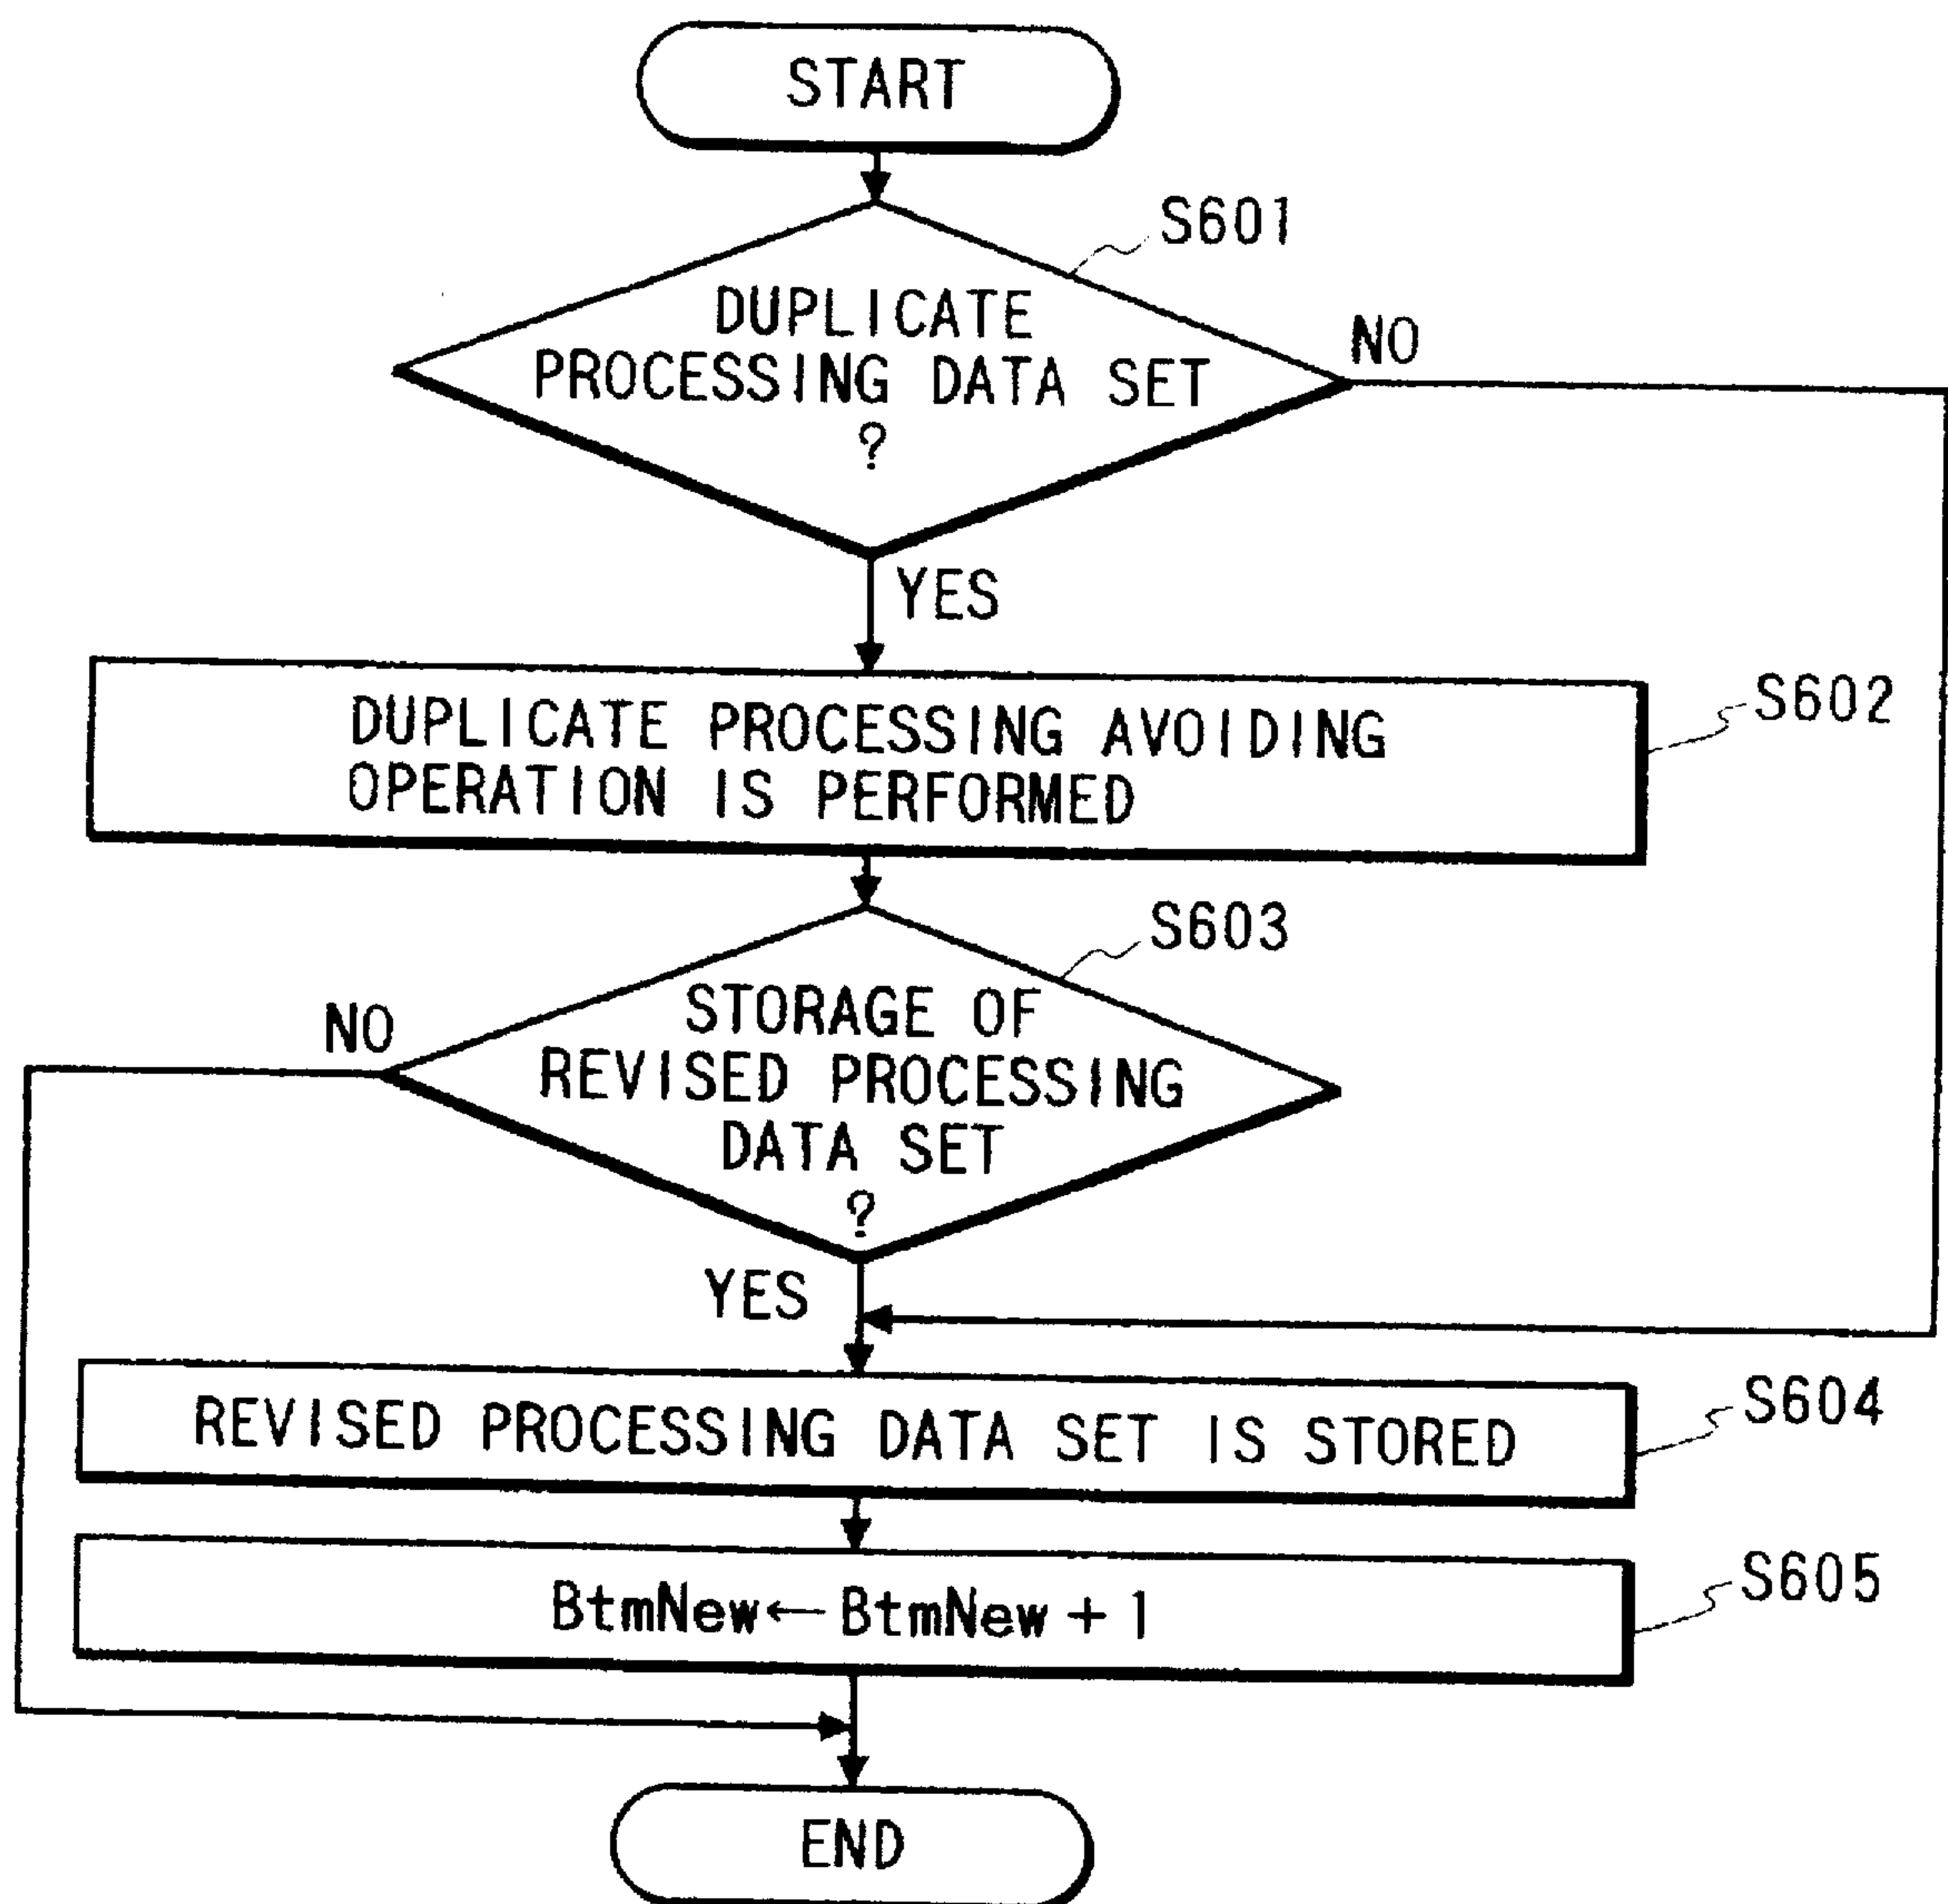 START
S601
DUPLICATE
PROCESSING DATA SET
?
NO
YES
S602
DUPLICATE PROCESSING AVOIDING
OPERATION IS PERFORMED
S603
STORAGE OF
REVISED PROCESSING
DATA SET
?
NO
YES
REVISED PROCESSING DATA SET IS STORED
S604
BtmNew ← BtmNew + 1
S605
END